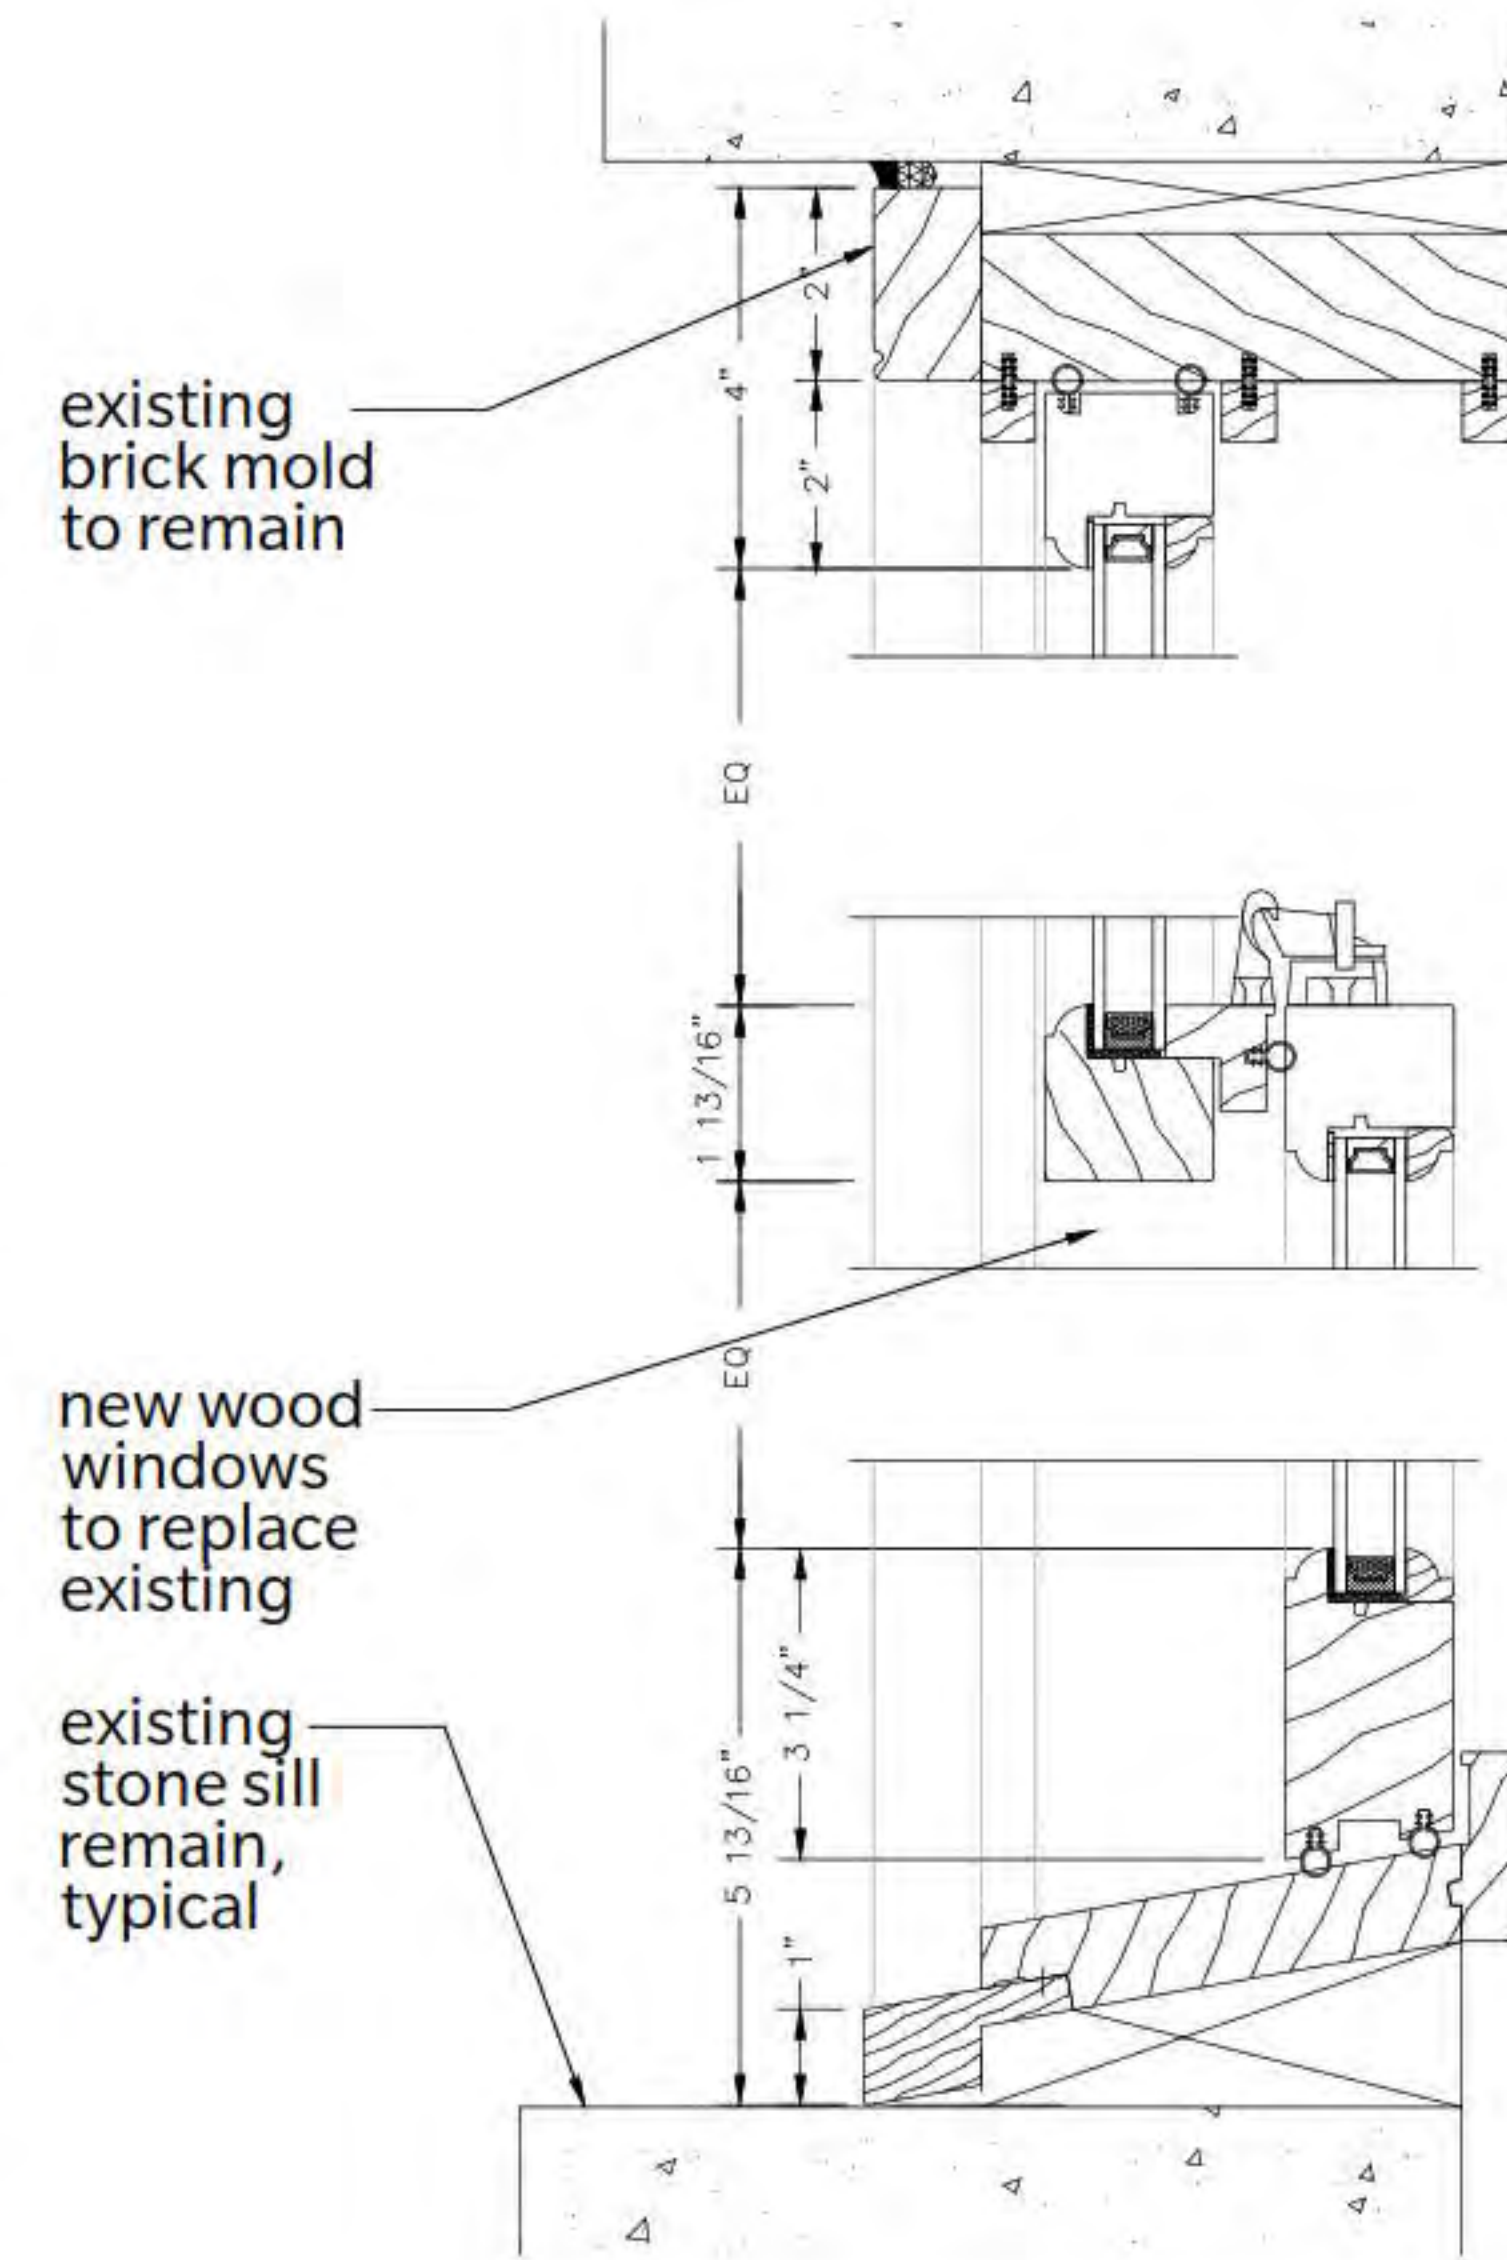 2"
4"
existing
brick mold
to remain
2"
EQ
1 13/16"
EQ
new wood
windows
to replace
existing
3 1/4"
existing
stone sill
remain,
typical
5 13/16"
1"